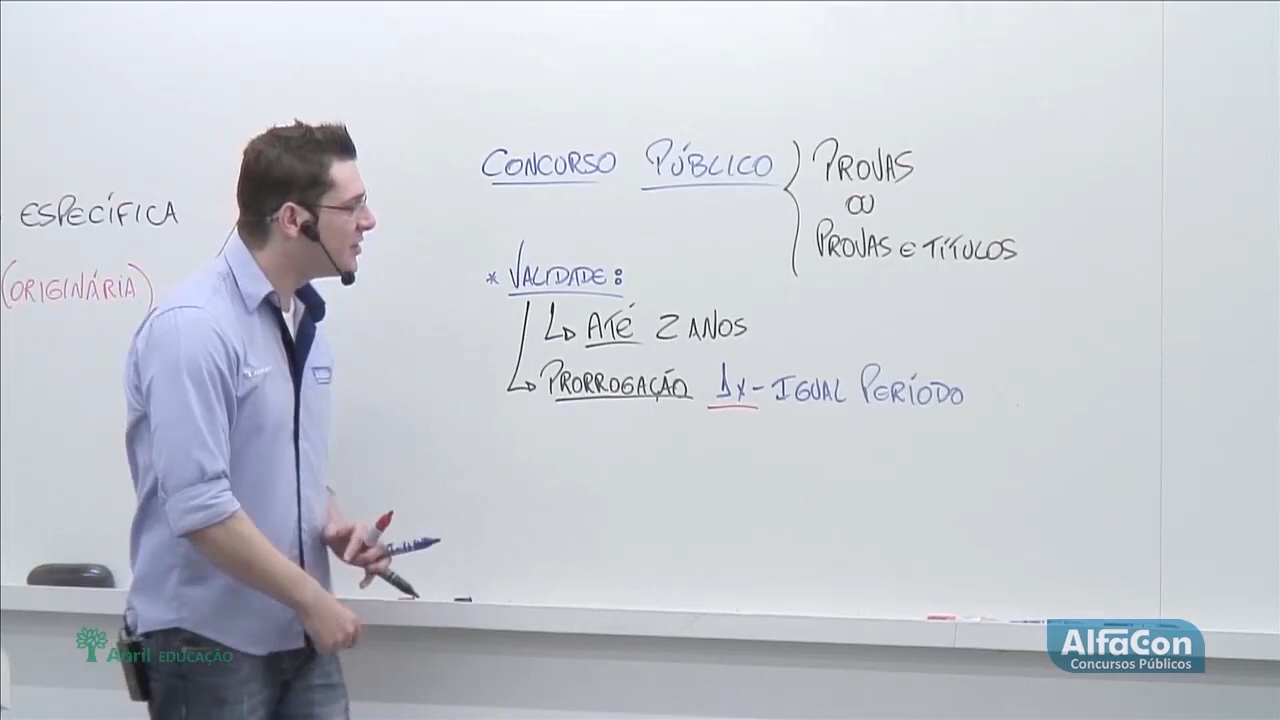 ESPECÍFICA
(ORIGINÁRIA)
CONCURSO PÚBLICO
PROVAS
OU
PROVAS E TÍTULOS
* VALIDADE:
ATÉ 2 ANOS
PRORROGAÇÃO 1x - IGUAL PERÍODO
Abril EDUCAÇÃO
AlfaCon
Concursos Públicos